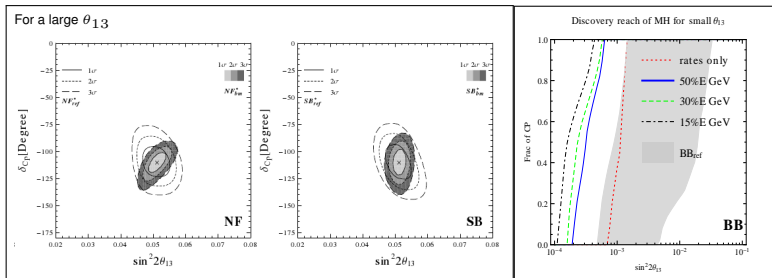 For a large θ₁₃
0
−25
−50
−75
−100
−125
−150
−175
δCP[Degree]
1σ
2σ
3σ
NF*ref
1σ 2σ 3σ
NF*bm
NF
0.02 0.03 0.04 0.05 0.06 0.07 0.08
sin²2θ₁₃
0
−25
−50
−75
−100
−125
−150
−175
δCP[Degree]
1σ
2σ
3σ
SB*ref
1σ 2σ 3σ
SB*bm
SB
0.02 0.03 0.04 0.05 0.06 0.07 0.08
sin²2θ₁₃
Discovery reach of MH for small θ₁₃
1.0
0.8
0.6
0.4
0.2
0.0
Frac of CP
rates only
50%E GeV
30%E GeV
15%E GeV
BBref
BB
10⁻⁴ 10⁻³ 10⁻² 10⁻¹
sin²2θ₁₃